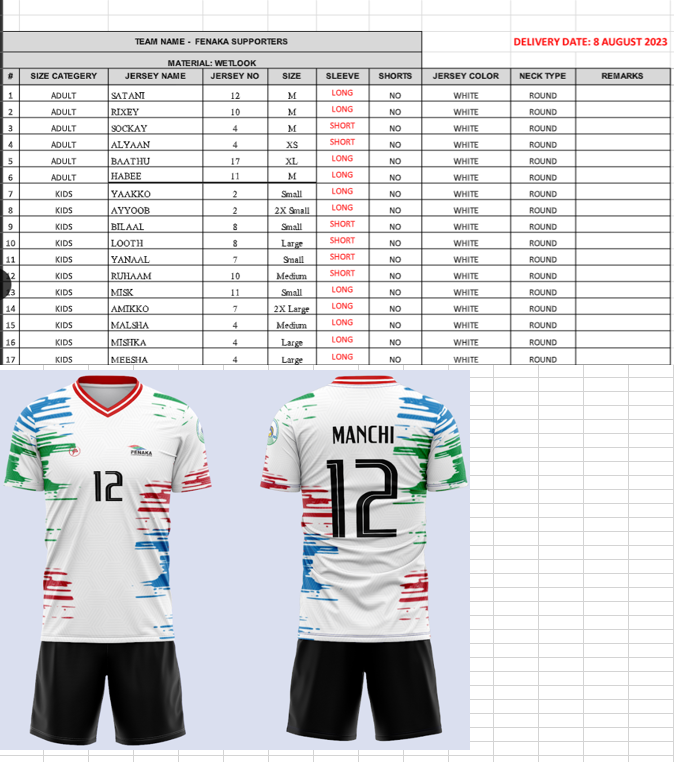 TEAM NAME - FENAKA SUPPORTERS
DELIVERY DATE: 8 AUGUST 2023
MATERIAL: WETLOOK
# SIZE CATEGERY JERSEY NAME JERSEY NO SIZE SLEEVE SHORTS JERSEY COLOR NECK TYPE REMARKS
1 ADULT SATANI 12 M LONG NO WHITE ROUND
2 ADULT RIXEY 10 M LONG NO WHITE ROUND
3 ADULT SOCKAY 4 M SHORT NO WHITE ROUND
4 ADULT ALYAAN 4 XS SHORT NO WHITE ROUND
5 ADULT BAATHU 17 XL LONG NO WHITE ROUND
6 ADULT HABEE 11 M LONG NO WHITE ROUND
7 KIDS YAAKKO 2 Small LONG NO WHITE ROUND
8 KIDS AYYOOB 2 2X Small LONG NO WHITE ROUND
9 KIDS BILAAL 8 Small SHORT NO WHITE ROUND
10 KIDS LOOTH 8 Large SHORT NO WHITE ROUND
11 KIDS YANAAL 7 Small SHORT NO WHITE ROUND
12 KIDS RUHAAM 10 Medium SHORT NO WHITE ROUND
13 KIDS MISK 11 Small LONG NO WHITE ROUND
14 KIDS AMIKKO 7 2X Large LONG NO WHITE ROUND
15 KIDS MALSHA 4 Medium LONG NO WHITE ROUND
16 KIDS MISHKA 4 Large LONG NO WHITE ROUND
17 KIDS MEESHA 4 Large LONG NO WHITE ROUND
FENAKA
12
MANCHI
12